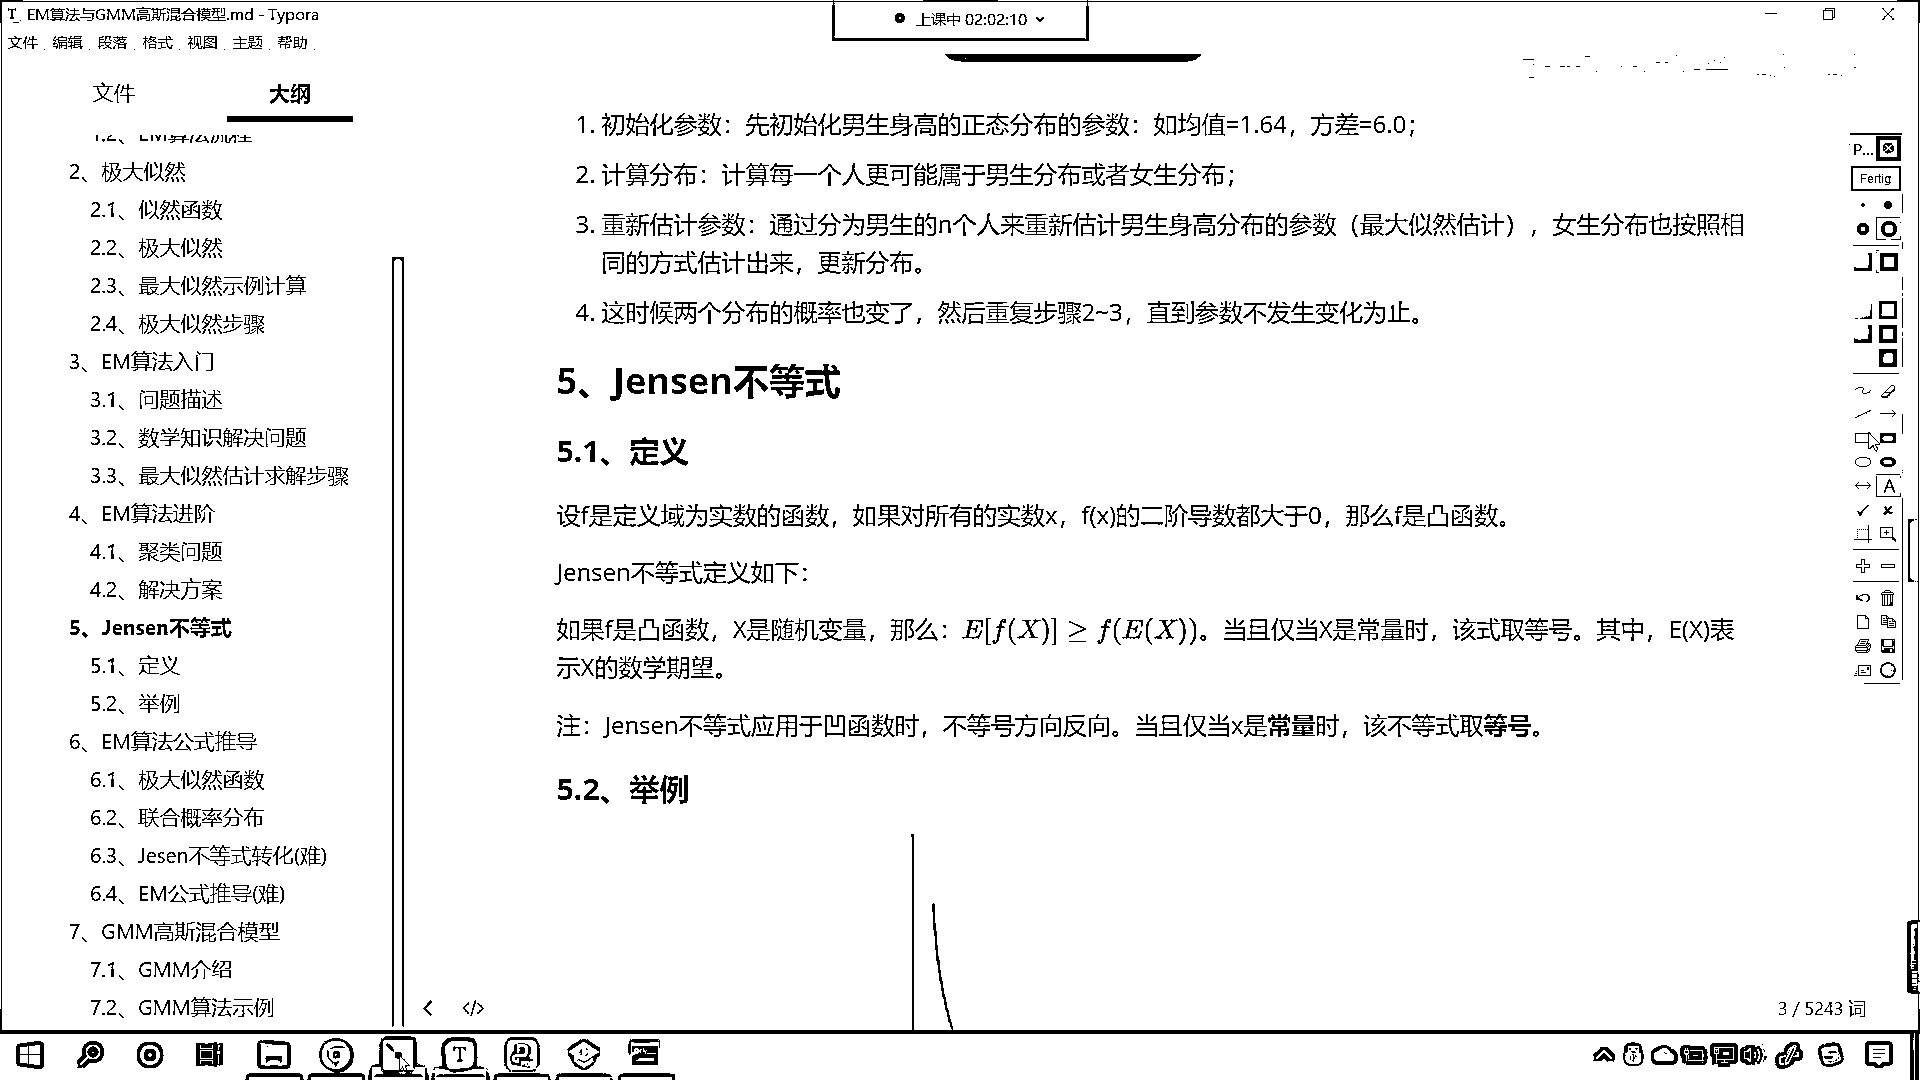 EM算法与GMM高斯混合模型.md - Typora
上课中 02:02:10
文件 编辑 段落 格式 视图 主题 帮助
文件 大纲
1.2、EM算法流程
2、极大似然
2.1、似然函数
2.2、极大似然
2.3、最大似然示例计算
2.4、极大似然步骤
3、EM算法入门
3.1、问题描述
3.2、数学知识解决问题
3.3、最大似然估计求解步骤
4、EM算法进阶
4.1、聚类问题
4.2、解决方案
5、Jensen不等式
5.1、定义
5.2、举例
6、EM算法公式推导
6.1、极大似然函数
6.2、联合概率分布
6.3、Jesen不等式转化(难)
6.4、EM公式推导(难)
7、GMM高斯混合模型
7.1、GMM介绍
7.2、GMM算法示例
1. 初始化参数：先初始化男生身高的正态分布的参数：如均值=1.64，方差=6.0；
2. 计算分布：计算每一个人更可能属于男生分布或者女生分布；
3. 重新估计参数：通过分为男生的n个人来重新估计男生身高分布的参数（最大似然估计），女生分布也按照相
同的方式估计出来，更新分布。
4. 这时候两个分布的概率也变了，然后重复步骤2~3，直到参数不发生变化为止。
5、Jensen不等式
5.1、定义
设f是定义域为实数的函数，如果对所有的实数x，f(x)的二阶导数都大于0，那么f是凸函数。
Jensen不等式定义如下：
如果f是凸函数，X是随机变量，那么：E[f(X)] ≥ f(E(X))。当且仅当X是常量时，该式取等号。其中，E(X)表
示X的数学期望。
注：Jensen不等式应用于凹函数时，不等号方向反向。当且仅当x是常量时，该不等式取等号。
5.2、举例
P...
Fertig
A
3 / 5243 词